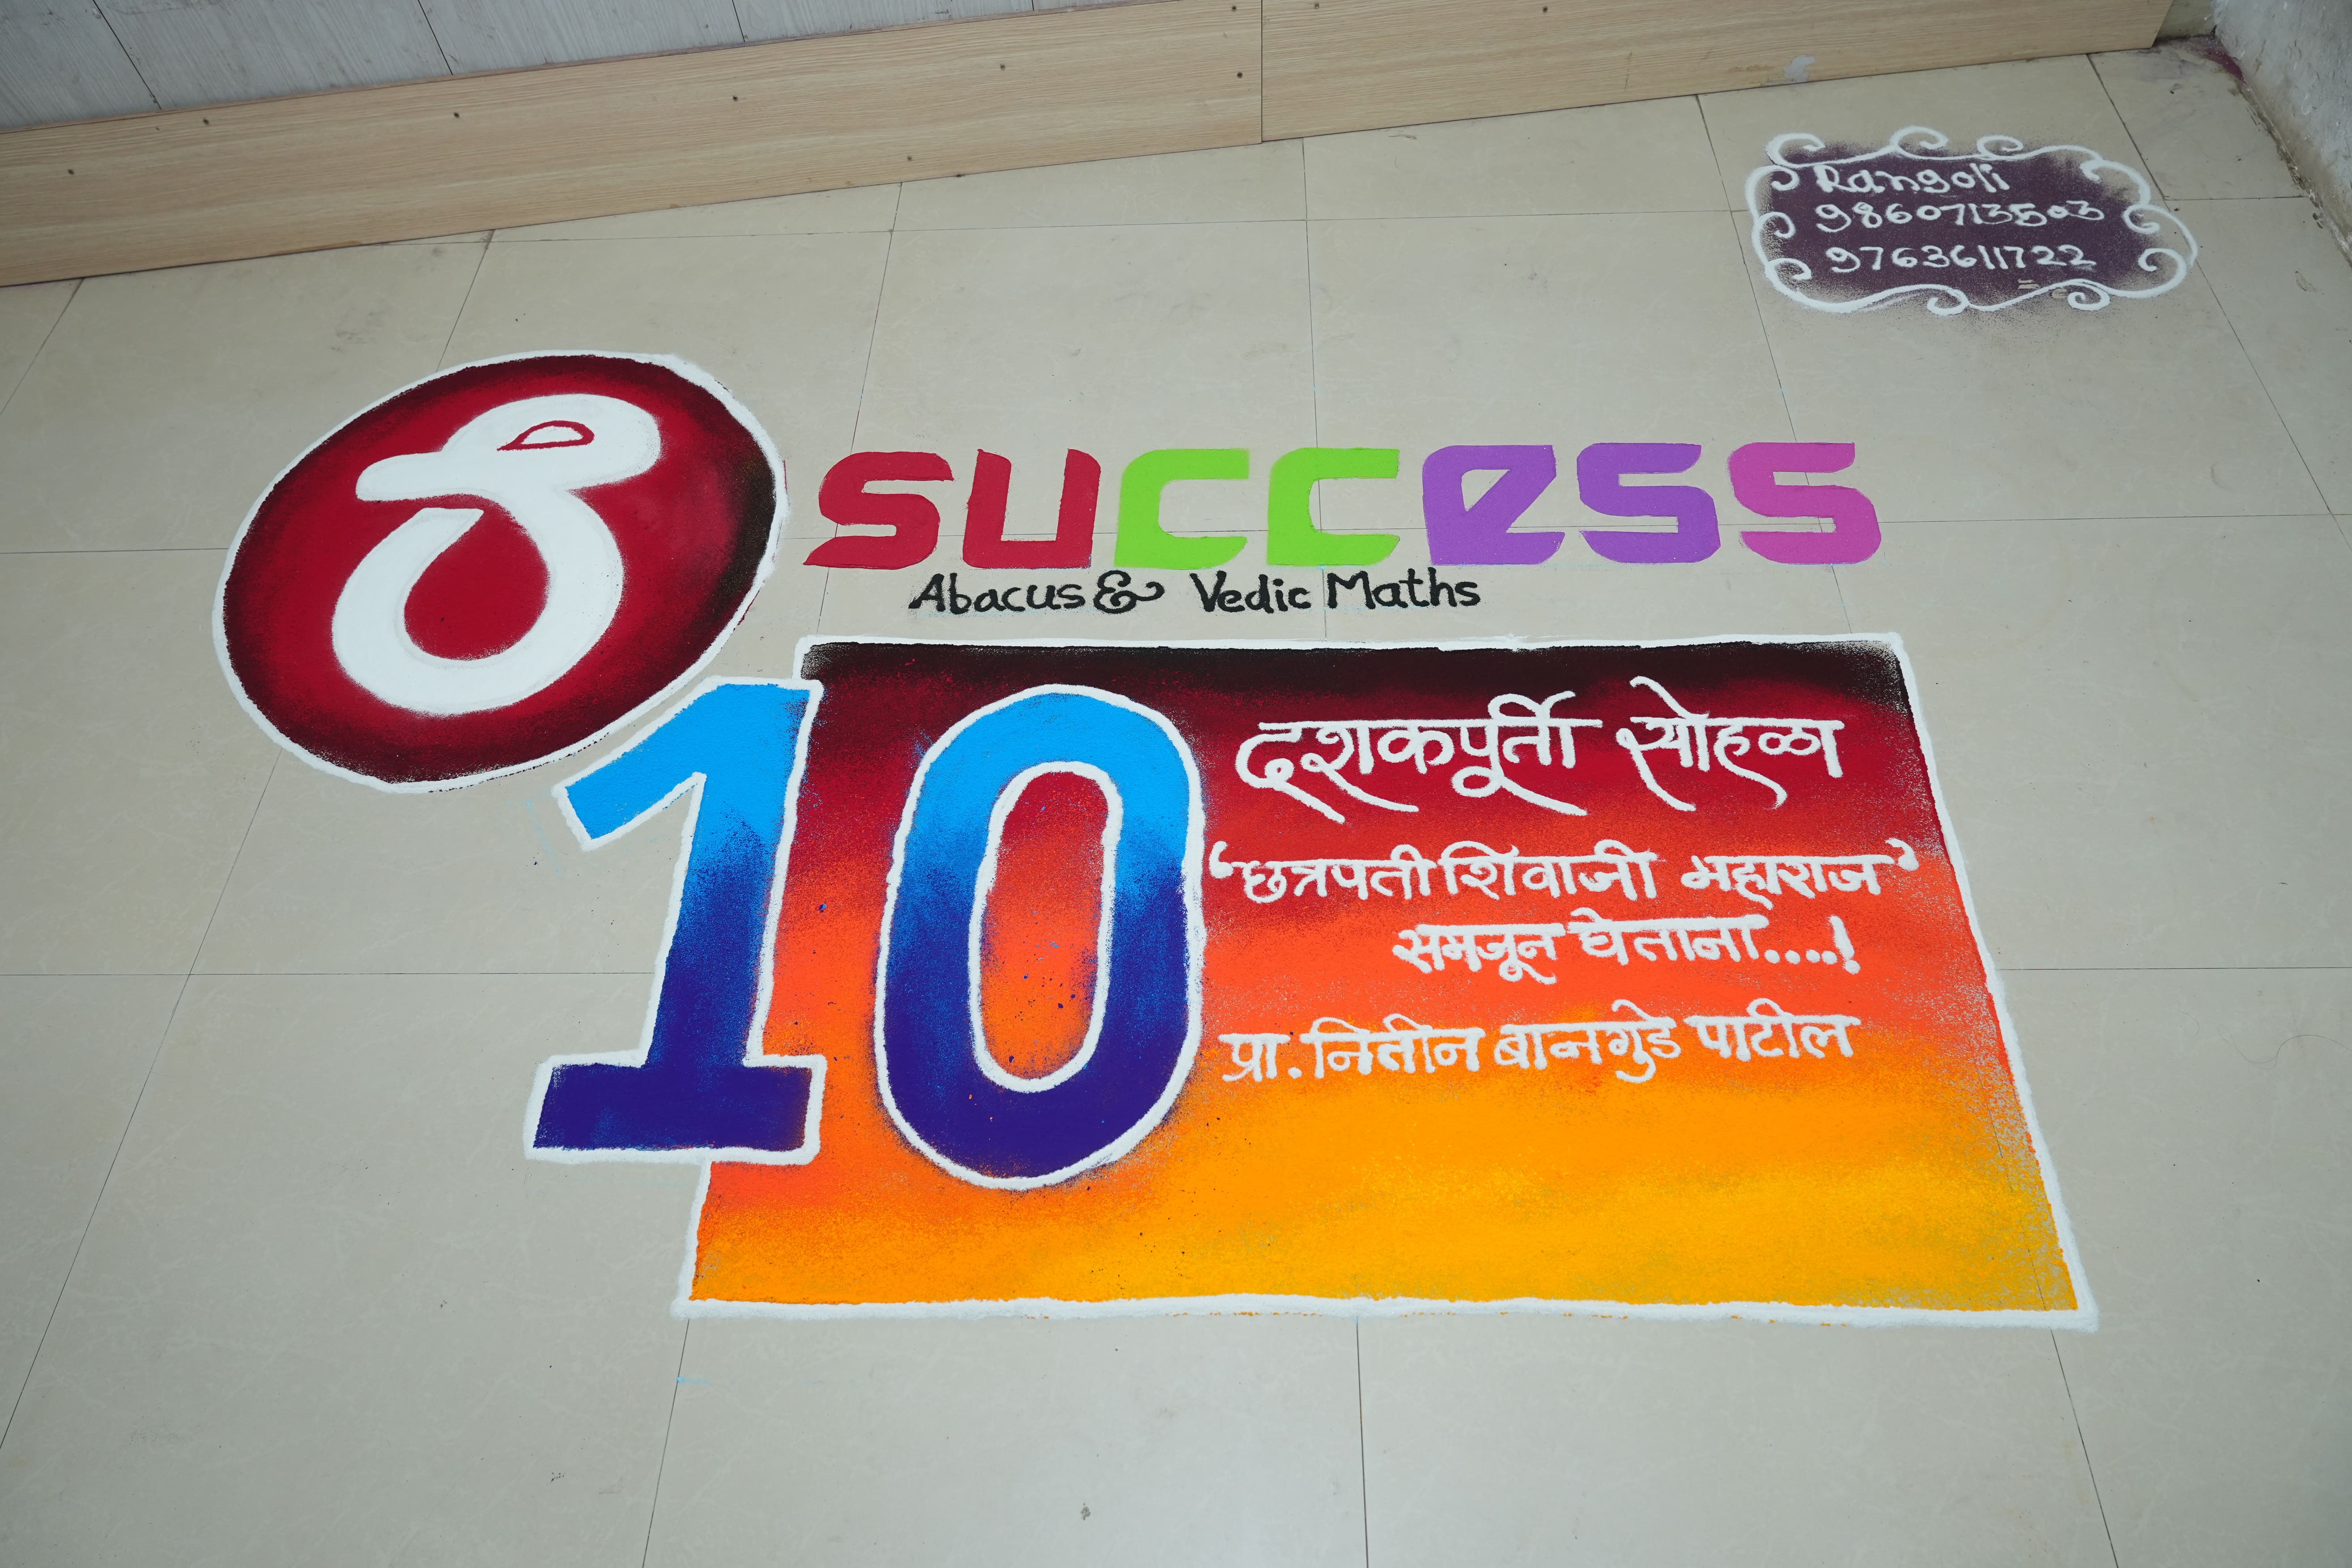 Rangoli
9860713503
9763611722
success
Abacus & Vedic Maths
10
दशकपूर्ती सोहळा
‘छत्रपती शिवाजी महाराज’
समजून घेताना....!
प्रा. नितीन बानगुडे पाटील